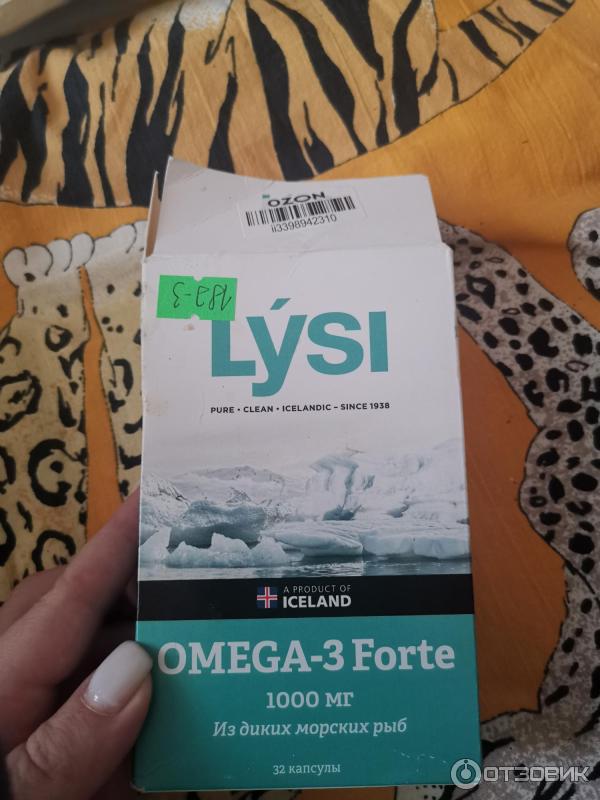 OZON
ii3398942310
182-3
LÝSI
PURE • CLEAN • ICELANDIC – SINCE 1938
A PRODUCT OF
ICELAND
OMEGA-3 Forte
1000 мг
Из диких морских рыб
32 капсулы
ОТЗОВИК